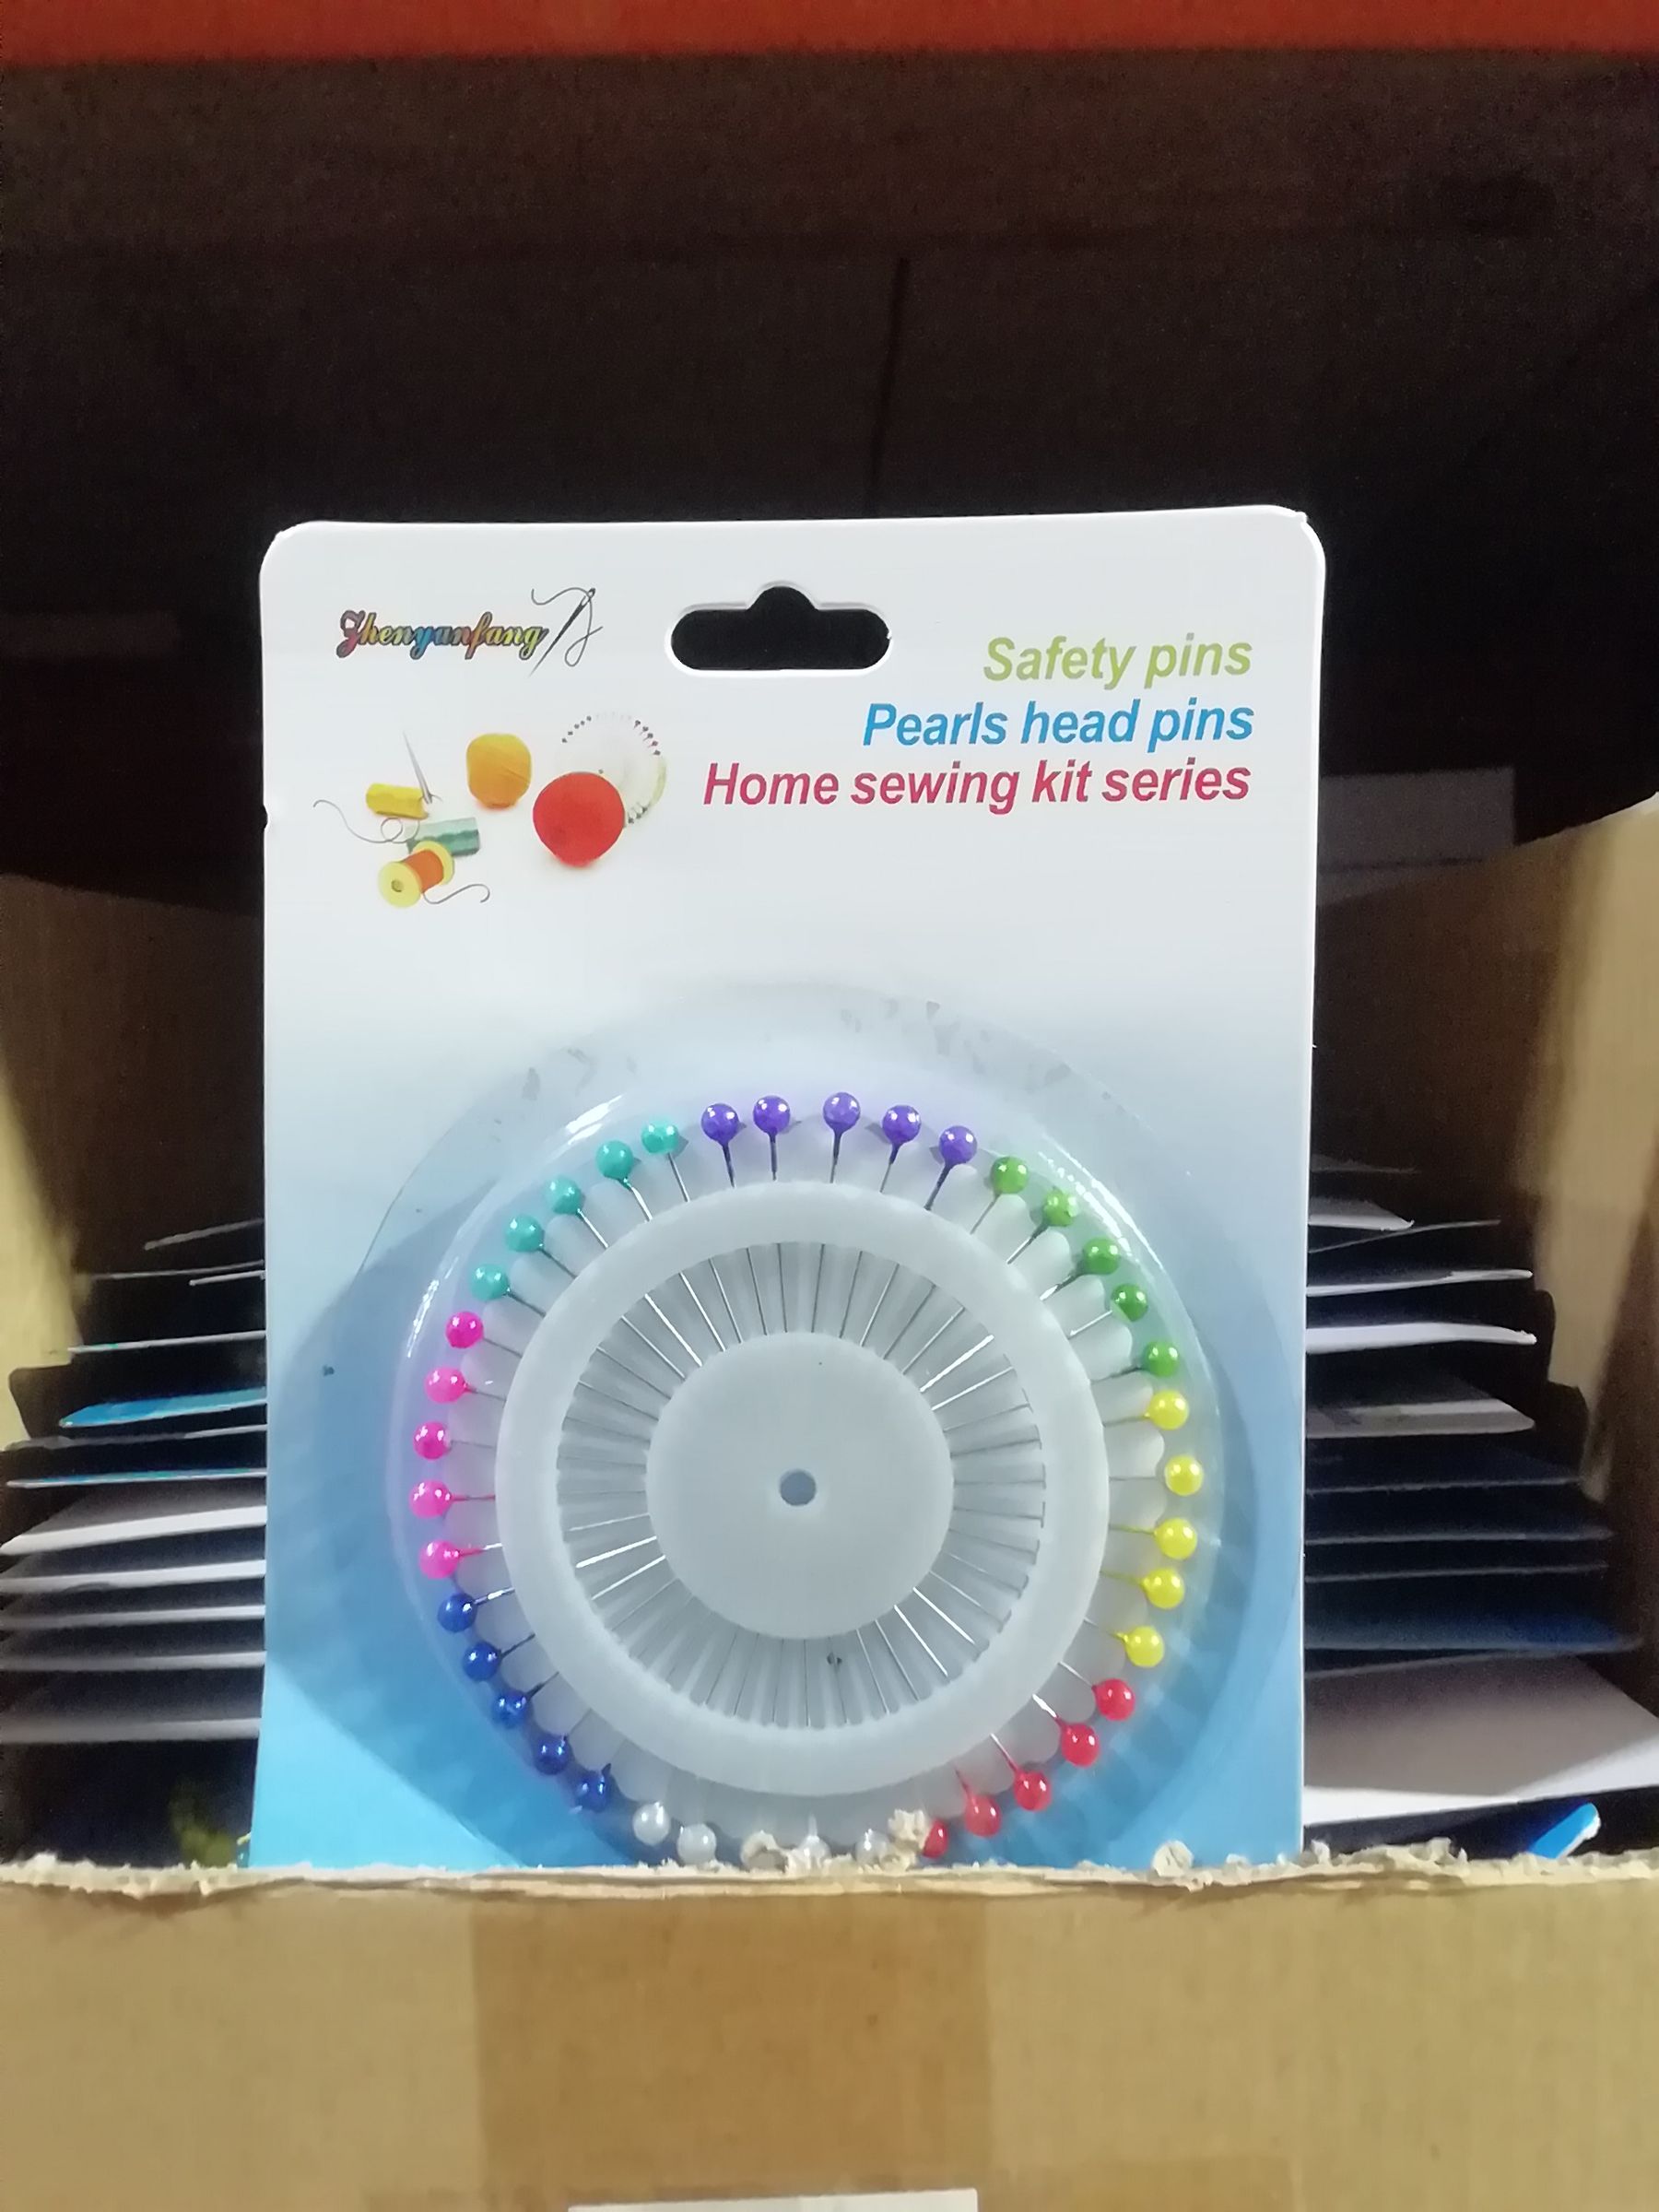 Zhenyanfang
Safety pins
Pearls head pins
Home sewing kit series